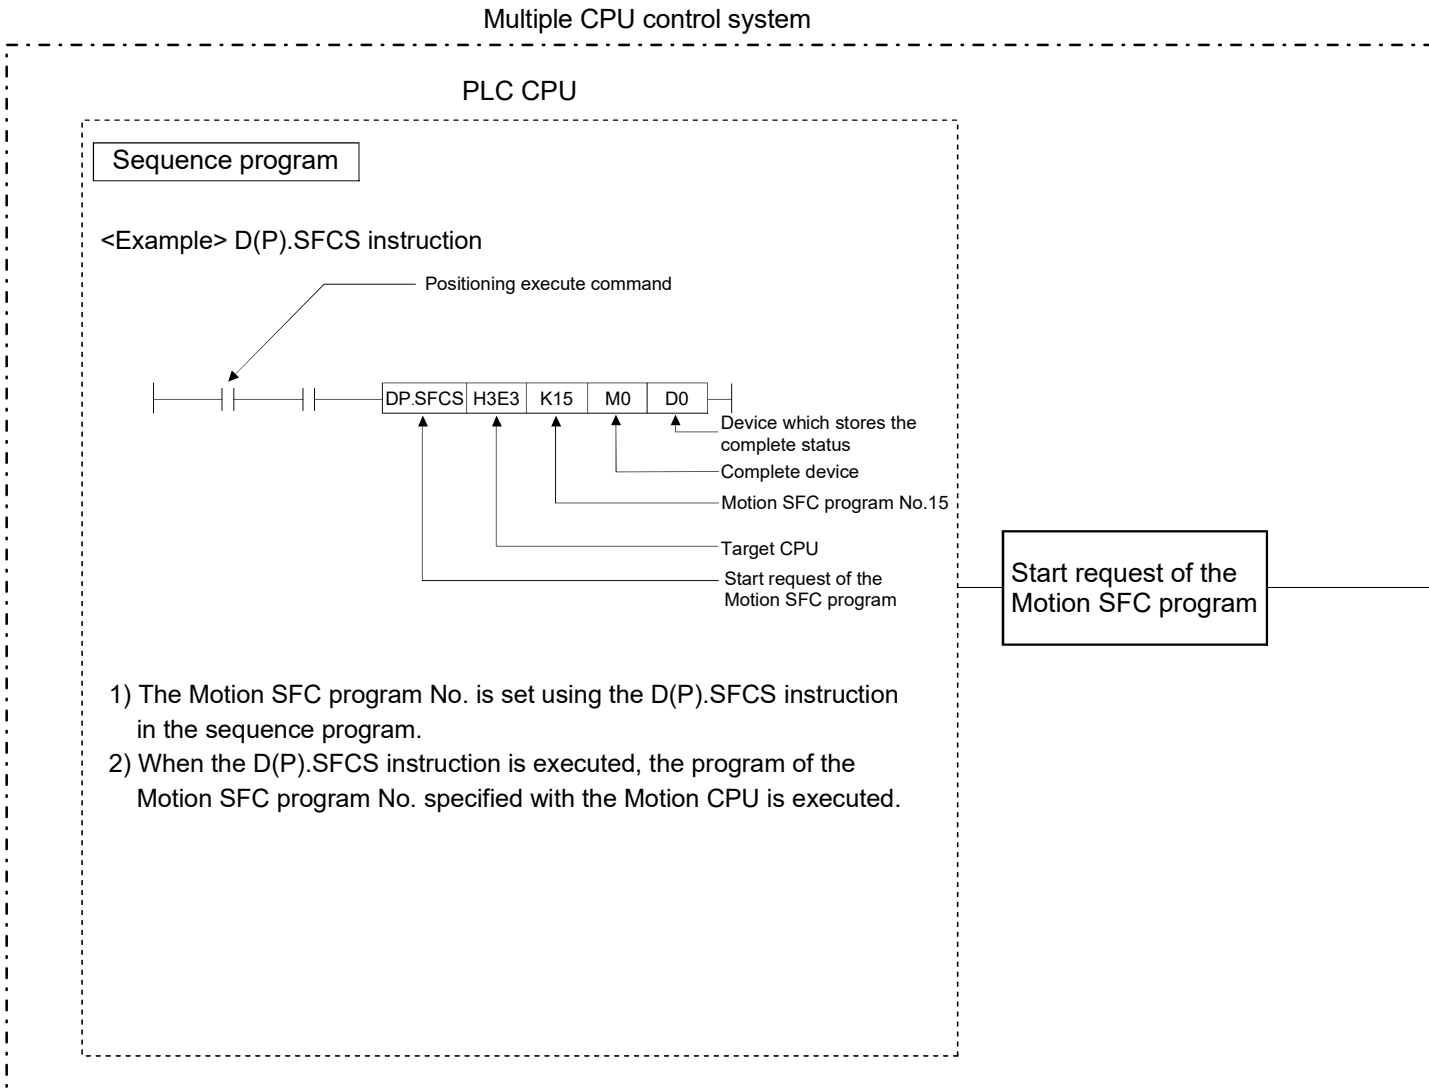 Multiple CPU control system
PLC CPU
Sequence program
<Example> D(P).SFCS instruction
Positioning execute command
DP.SFCS H3E3 K15 M0 D0
Device which stores the
complete status
Complete device
Motion SFC program No.15
Target CPU
Start request of the
Motion SFC program
Start request of the
Motion SFC program
1) The Motion SFC program No. is set using the D(P).SFCS instruction
in the sequence program.
2) When the D(P).SFCS instruction is executed, the program of the
Motion SFC program No. specified with the Motion CPU is executed.